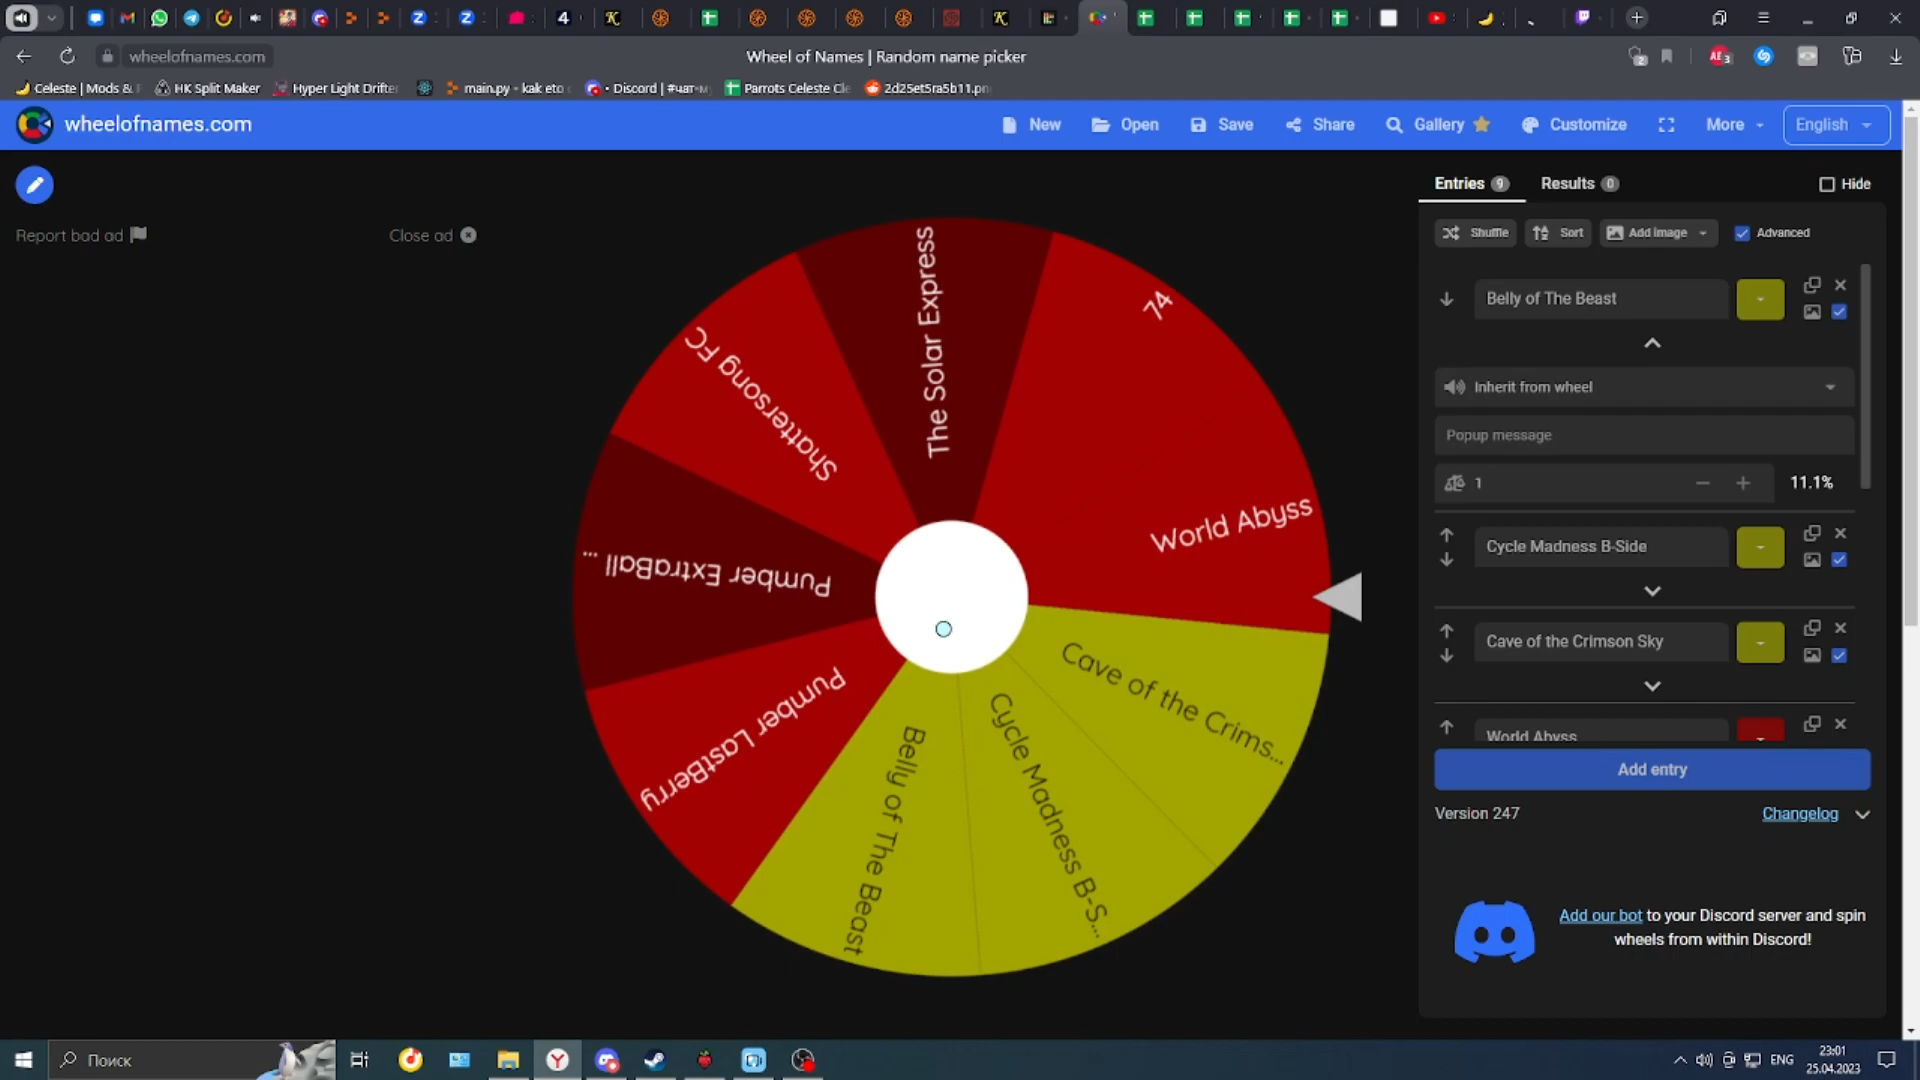 wheelofnames.com
Wheel of Names | Random name picker
Celeste | Mods &
HK Split Maker
Hyper Light Drifte
main.py - kak eto
• Discord | #чат-м
Parrots Celeste Cle
2d25et5ra5b11.pn
wheelofnames.com
New
Open
Save
Share
Gallery
Customize
More
English
Report bad ad
Close ad
Entries 9
Results 0
Hide
Shuffle
Sort
Add image
Advanced
Belly of The Beast
Inherit from wheel
Popup message
1
11.1%
Cycle Madness B-Side
Cave of the Crimson Sky
World Abyss
Add entry
Version 247
Changelog
Add our bot to your Discord server and spin
wheels from within Discord!
The Solar Express
74
World Abyss
Cave of the Crims...
Cycle Madness B-S...
Belly of The Beast
Pumber LastBerry
Pumber ExtraBall ...
Shattersong FC
Поиск
ENG
23:01
25.04.2023